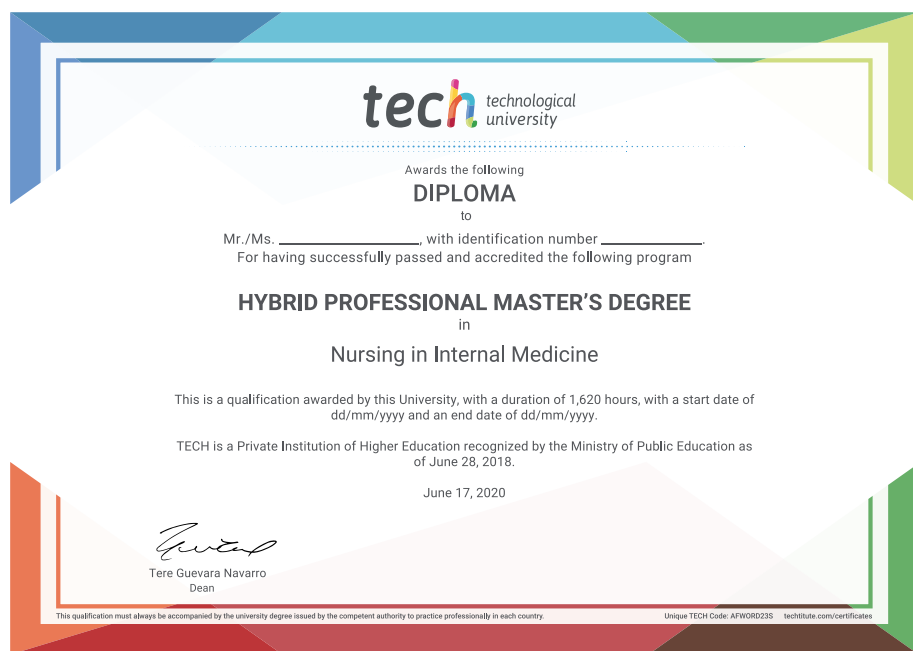 tech technological
university
Awards the following
DIPLOMA
to
Mr./Ms. ________________, with identification number ____________.
For having successfully passed and accredited the following program
HYBRID PROFESSIONAL MASTER’S DEGREE
in
Nursing in Internal Medicine
This is a qualification awarded by this University, with a duration of 1,620 hours, with a start date of
dd/mm/yyyy and an end date of dd/mm/yyyy.
TECH is a Private Institution of Higher Education recognized by the Ministry of Public Education as
of June 28, 2018.
June 17, 2020
Tere Guevara Navarro
Dean
This qualification must always be accompanied by the university degree issued by the competent authority to practice professionally in each country.
Unique TECH Code: AFWORD23S techtitute.com/certificates